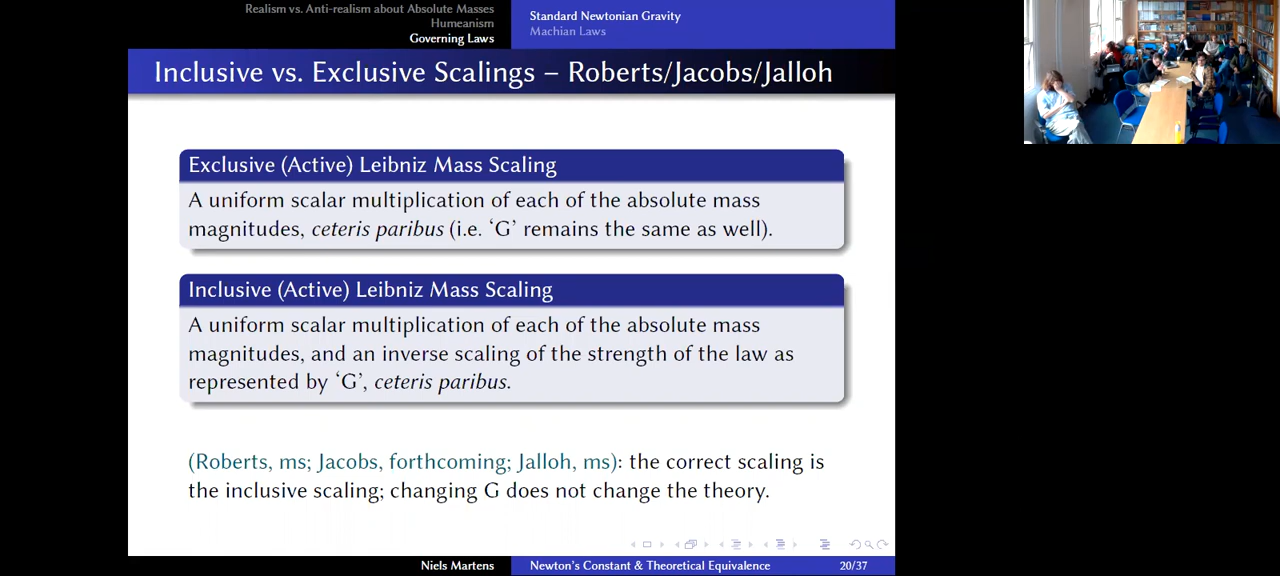 Realism vs. Anti-realism about Absolute Masses
Humeanism
Governing Laws
Standard Newtonian Gravity
Machian Laws
Inclusive vs. Exclusive Scalings – Roberts/Jacobs/Jalloh
Exclusive (Active) Leibniz Mass Scaling
A uniform scalar multiplication of each of the absolute mass
magnitudes, ceteris paribus (i.e. ‘G’ remains the same as well).
Inclusive (Active) Leibniz Mass Scaling
A uniform scalar multiplication of each of the absolute mass
magnitudes, and an inverse scaling of the strength of the law as
represented by ‘G’, ceteris paribus.
(Roberts, ms; Jacobs, forthcoming; Jalloh, ms): the correct scaling is
the inclusive scaling; changing G does not change the theory.
Niels Martens
Newton's Constant & Theoretical Equivalence
20/37